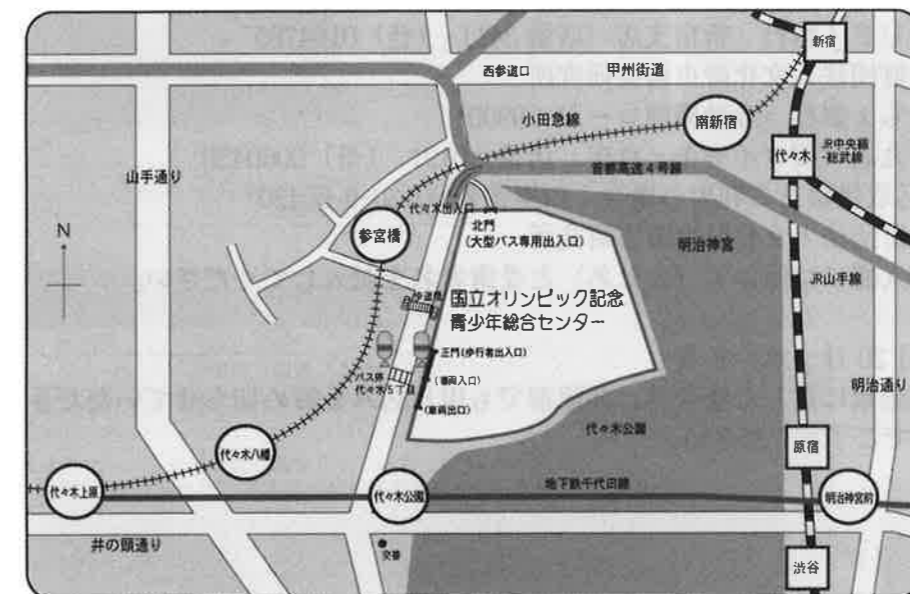 新宿
西参道口
甲州街道
小田急線
南新宿
代々木
JR中央線
・総武線
首都高速4号線
山手通り
N
代々木出入口
参宮橋
北門
(大型バス専用出入口)
明治神宮
JR山手線
歩道橋
国立オリンピック記念
青少年総合センター
正門(歩行者出入口)
バス停
代々木5丁目
(車両入口)
(車両出口)
明治通り
代々木公園
原宿
代々木八幡
代々木上原
代々木公園
地下鉄千代田線
明治神宮前
井の頭通り
交番
渋谷